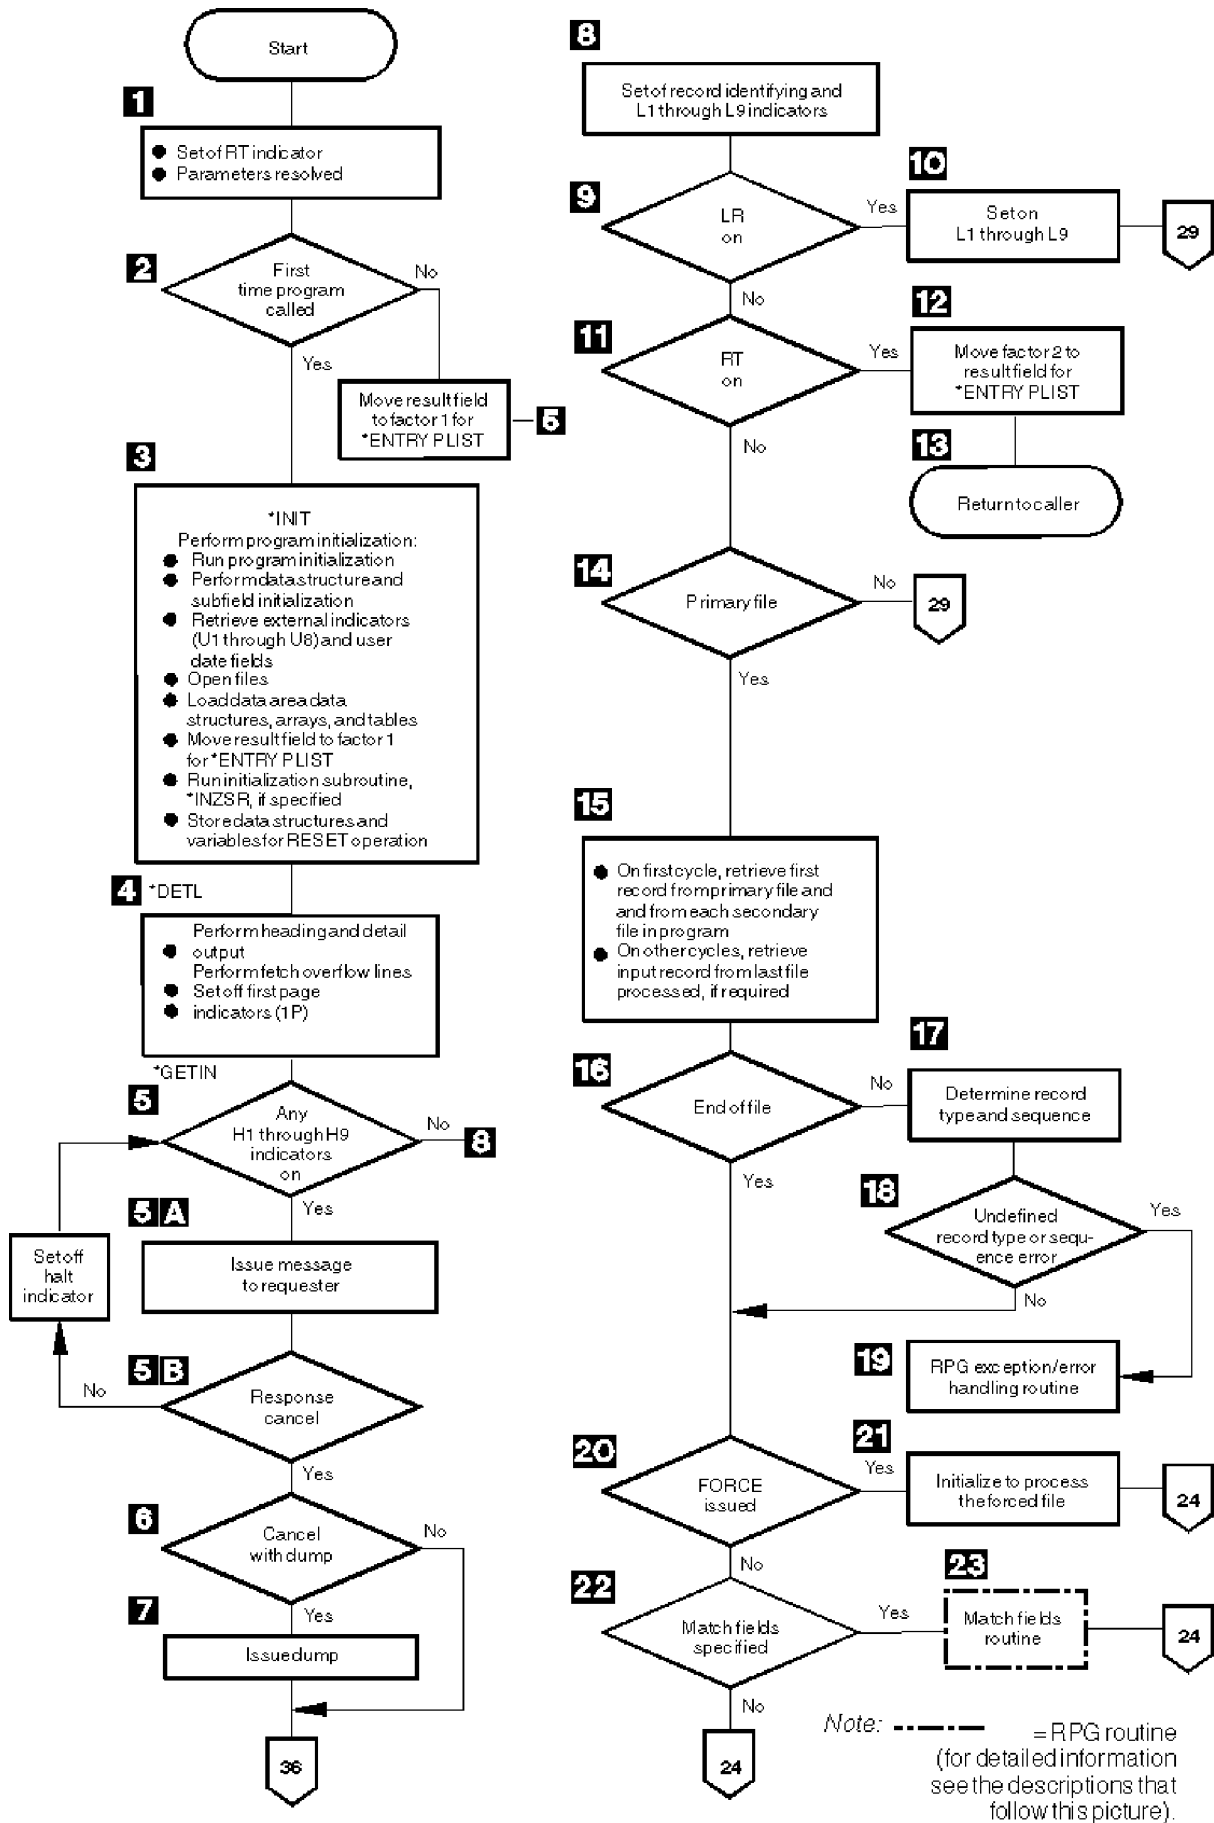 Start
1
Set of RT indicator
Parameters resolved
2
First
time program
called
No
Yes
Move result field
to factor 1 for
*ENTRY PLIST
5
3
*INIT
Perform program initialization:
Run program initialization
Perform data structure and
subfield initialization
Retrieve external indicators
(U1 through U8) and user
date fields
Open files
Load data area data
structures, arrays, and tables
Move result field to factor 1
for *ENTRY PLIST
Run initialization subroutine,
*INZSR, if specified
Store data structures and
variables for RESET operation
4 *DETL
Perform heading and detail
output
Perform fetch overflow lines
Set off first page
indicators (1P)
*GETIN
5
Any
H1 through H9
indicators
on
No
8
Yes
5 A
Issue message
to requester
Set off
halt
indicator
5 B
No
Response
cancel
Yes
6
Cancel
with dump
No
Yes
7
Issue dump
36
8
Set of record identifying and
L1 through L9 indicators
9
LR
on
Yes
10
Set on
L1 through L9
29
No
11
RT
on
Yes
12
Move factor 2 to
result field for
*ENTRY PLIST
No
13
Return to caller
14
Primary file
No
29
Yes
15
On first cycle, retrieve first
record from primary file and
and from each secondary
file in program
On other cycles, retrieve
input record from last file
processed, if required
16
End of file
No
17
Determine record
type and sequence
Yes
18
Undefined
record type or sequ-
ence error
Yes
No
19
RPG exception/error
handling routine
20
FORCE
issued
Yes
21
Initialize to process
the forced file
24
No
22
Match fields
specified
Yes
23
Match fields
routine
24
No
24
Note:
= RPG routine
(for detailed information
see the descriptions that
follow this picture).